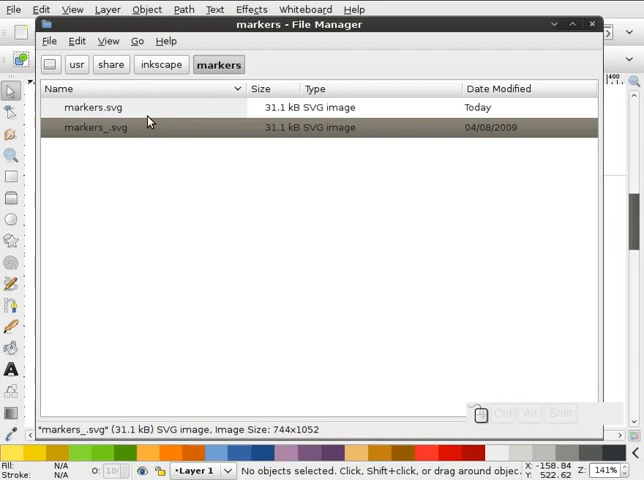 File Edit View Layer Object Path Text Effects Whiteboard Help
markers - File Manager
File Edit View Go Help
usr share inkscape markers
Name Size Type Date Modified
markers.svg 31.1 kB SVG image Today
markers_.svg 31.1 kB SVG image 04/08/2009
Ctrl Alt Shift
"markers_.svg" (31.1 kB) SVG image, Image Size: 744x1052
Fill: N/A O: •Layer 1 No objects selected. Click, Shift+click, or drag around objec. X: -158.84 Z: 141%
Stroke: N/A Y: 522.62